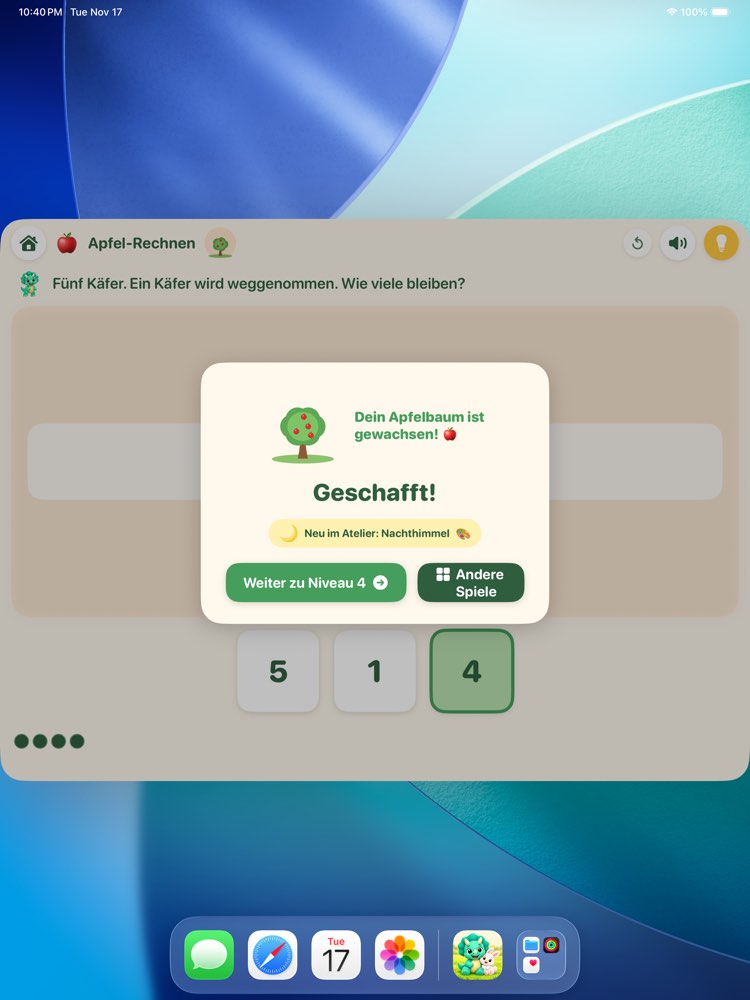 10:40 PM Tue Nov 17
100%
Apfel-Rechnen
Fünf Käfer. Ein Käfer wird weggenommen. Wie viele bleiben?
Dein Apfelbaum ist
gewachsen!
Geschafft!
Neu im Atelier: Nachthimmel
Weiter zu Niveau 4
Andere
Spiele
5
1
4
Tue
17